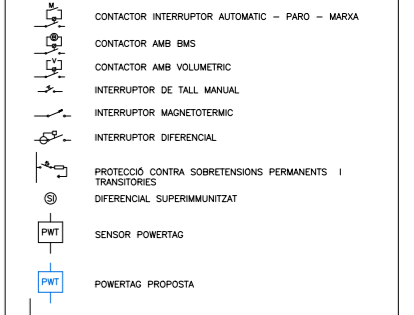 M
CONTACTOR INTERRUPTOR AUTOMATIC – PARO – MARXA
CONTACTOR AMB BMS
V
CONTACTOR AMB VOLUMETRIC
INTERRUPTOR DE TALL MANUAL
INTERRUPTOR MAGNETOTERMIC
INTERRUPTOR DIFERENCIAL
PROTECCIÓ CONTRA SOBRETENSIONS PERMANENTS I
TRANSITORIES
SI DIFERENCIAL SUPERIMMUNITZAT
PWT SENSOR POWERTAG
PWT POWERTAG PROPOSTA